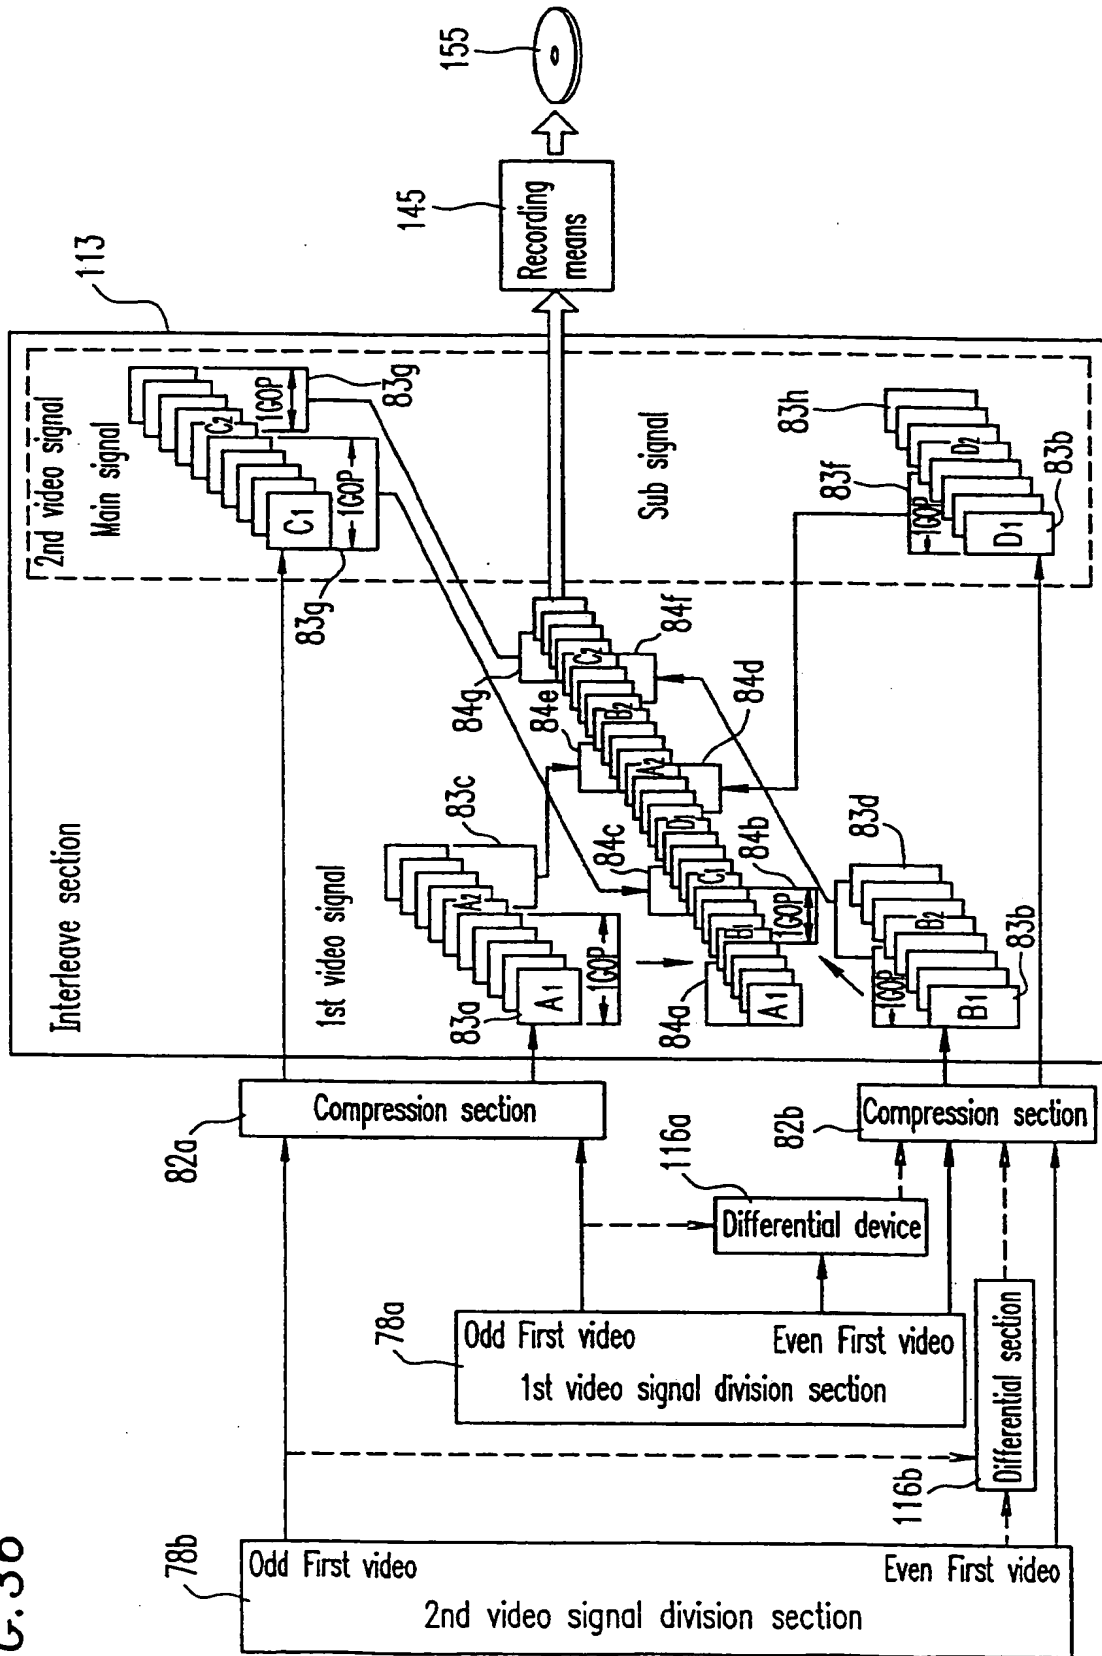 G. 36
155
145
Recording
means
113
Interleave section
2nd video signal
Main signal
C1
C2
1GOP
1GOP
83g
83g
Sub signal
83h
83f
1GOP
D2
D1
83b
1st video signal
83c
83a
A2
A1
1GOP
84g
84e
84f
84d
84c
84b
84a
C2
B2
A2
D1
C1
B1
A1
1GOP
83d
1GOP
B2
B1
83b
82a
Compression section
82b
Compression section
116a
Differential device
78a
Odd First video
Even First video
1st video signal division section
Differential section
116b
78b
Odd First video
Even First video
2nd video signal division section